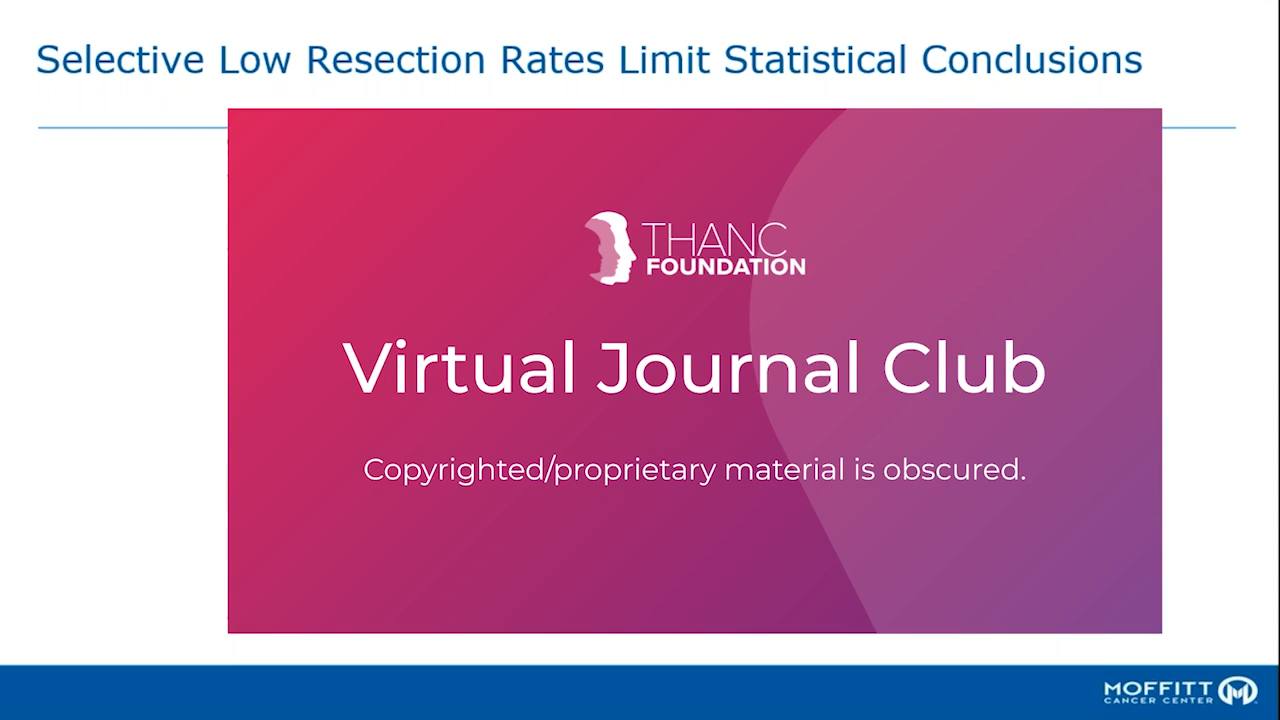 Selective Low Resection Rates Limit Statistical Conclusions
THANC
FOUNDATION
Virtual Journal Club
Copyrighted/proprietary material is obscured.
MOFFITT
CANCER CENTER